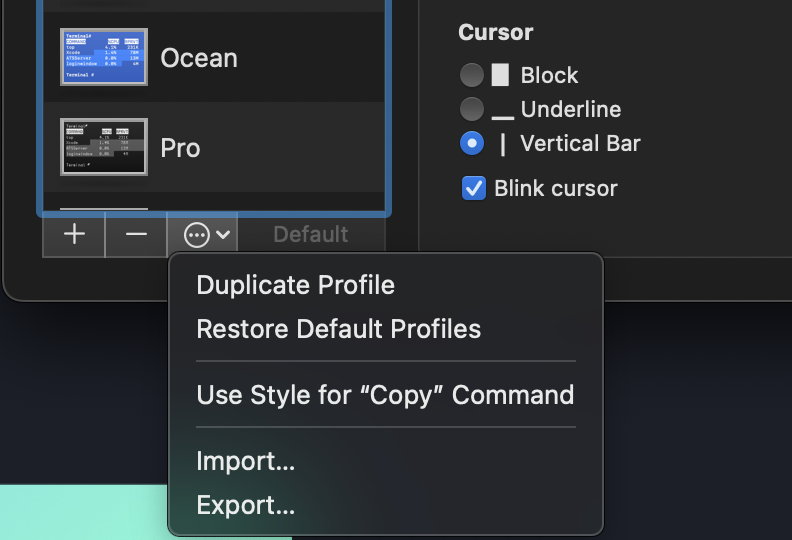 Ocean
Pro
Cursor
Block
Underline
Vertical Bar
Blink cursor
Default
Duplicate Profile
Restore Default Profiles
Use Style for “Copy” Command
Import...
Export...